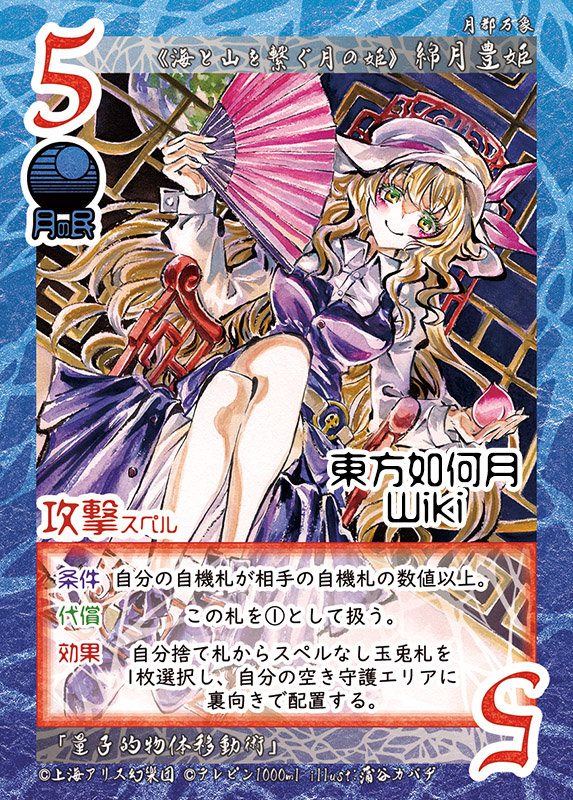 月都万象
5
《海と山を繋ぐ月の姫》 綿月豊姫
月の民
東方如何月
Wiki
攻撃スペル
条件 自分の自機札が相手の自機札の数値以上。
代償 この札を①として扱う。
効果 自分捨て札からスペルなし玉兎札を
1枚選択し、自分の空き守護エリアに
裏向きで配置する。
5
「量子的物体移動術」
©上海アリス幻樂団 ©テレピン1000ml illust:蒲谷カバヂ